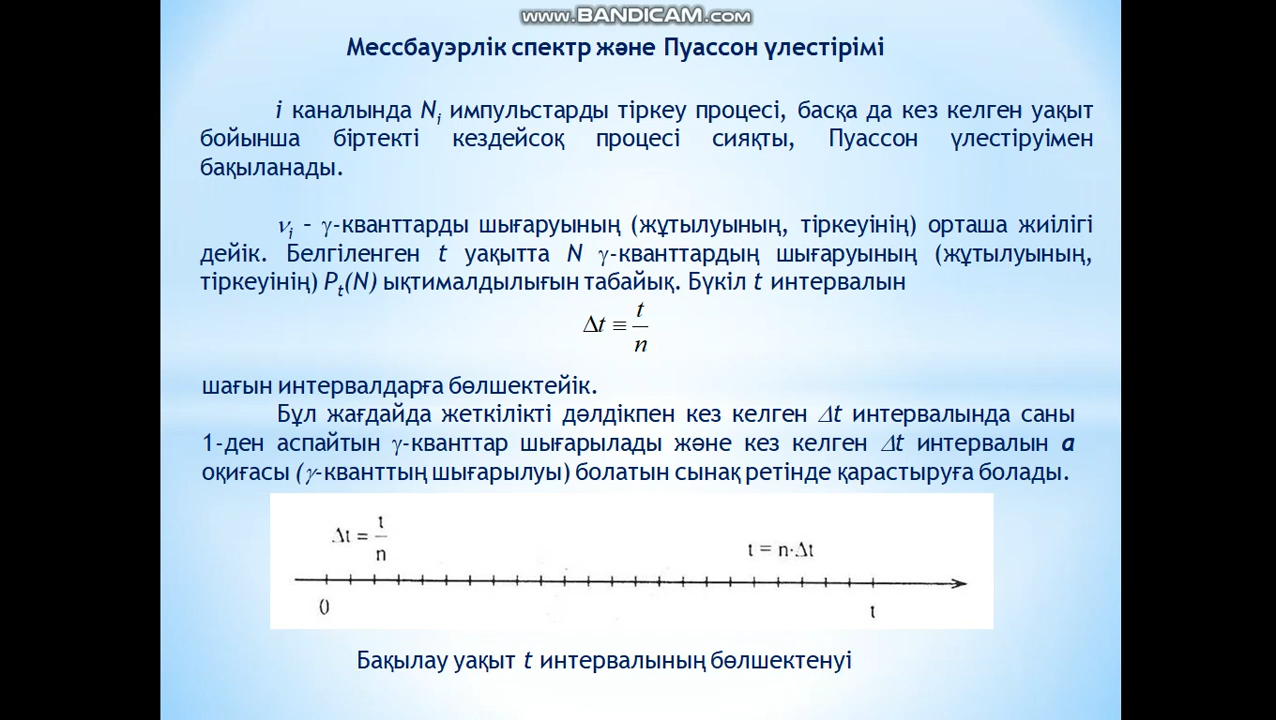 www.BANDICAM.com
Мессбауэрлік спектр және Пуассон үлестірімі
i каналында Nᵢ импульстарды тіркеу процесі, басқа да кез келген уақыт
бойынша біртекті кездейсоқ процесі сияқты, Пуассон үлестіруімен
бақыланады.
νᵢ – γ-кванттарды шығаруының (жұтылуының, тіркеуінің) орташа жиілігі
дейік. Белгіленген t уақытта N γ-кванттардың шығаруының (жұтылуының,
тіркеуінің) Pₜ(N) ықтималдылығын табайық. Бүкіл t интервалын
Δt ≡ t/n
шағын интервалдарға бөлшектейік.
Бұл жағдайда жеткілікті дәлдікпен кез келген Δt интервалында саны
1-ден аспайтын γ-кванттар шығарылады және кез келген Δt интервалын а
оқиғасы (γ-кванттың шығарылуы) болатын сынақ ретінде қарастыруға болады.
Δt = t/n
t = n·Δt
0 t
Бақылау уақыт t интервалының бөлшектенуі